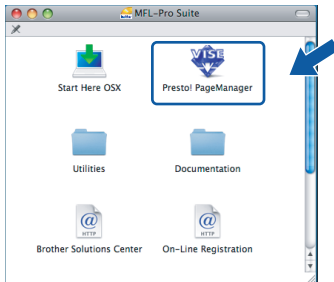 MFL-Pro Suite
VISE
Start Here OSX
Presto! PageManager
Utilities
Documentation
@ HTTP
@ HTTP
Brother Solutions Center
On-Line Registration